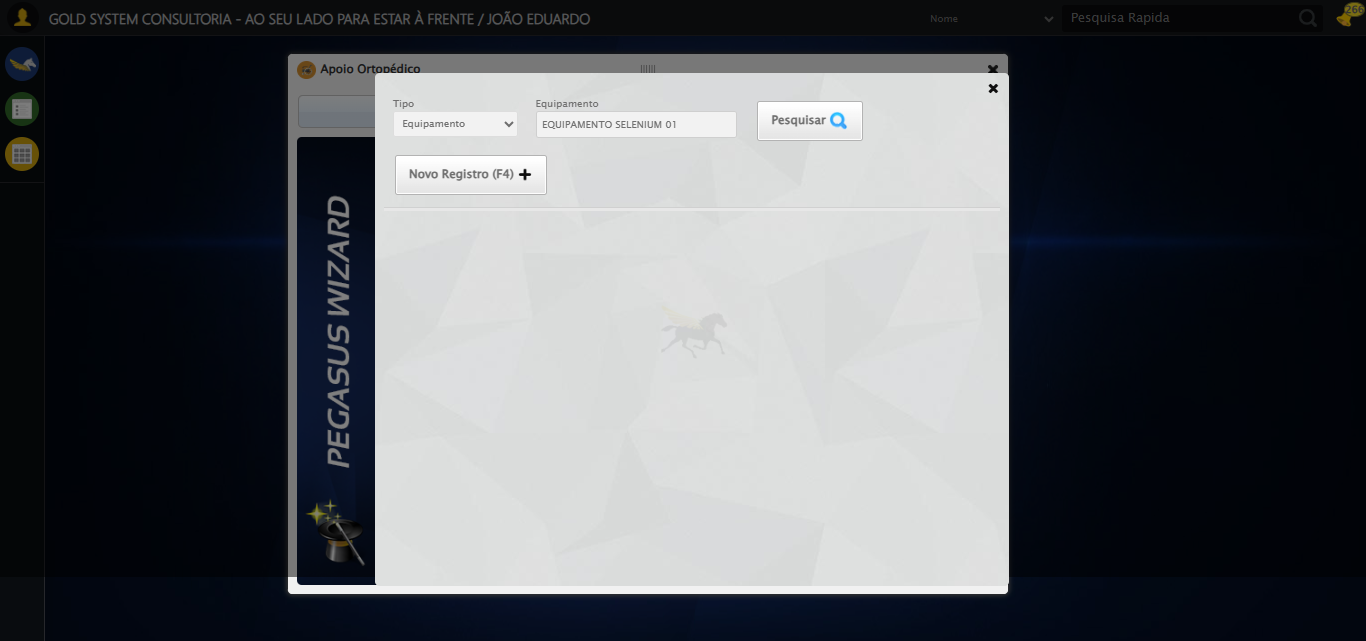 GOLD SYSTEM CONSULTORIA - AO SEU LADO PARA ESTAR À FRENTE / JOÃO EDUARDO
Nome
Pesquisa Rapida
266
Apoio Ortopédico
Tipo
Equipamento
Equipamento
EQUIPAMENTO SELENIUM 01
Pesquisar
Novo Registro (F4)
PEGASUS WIZARD